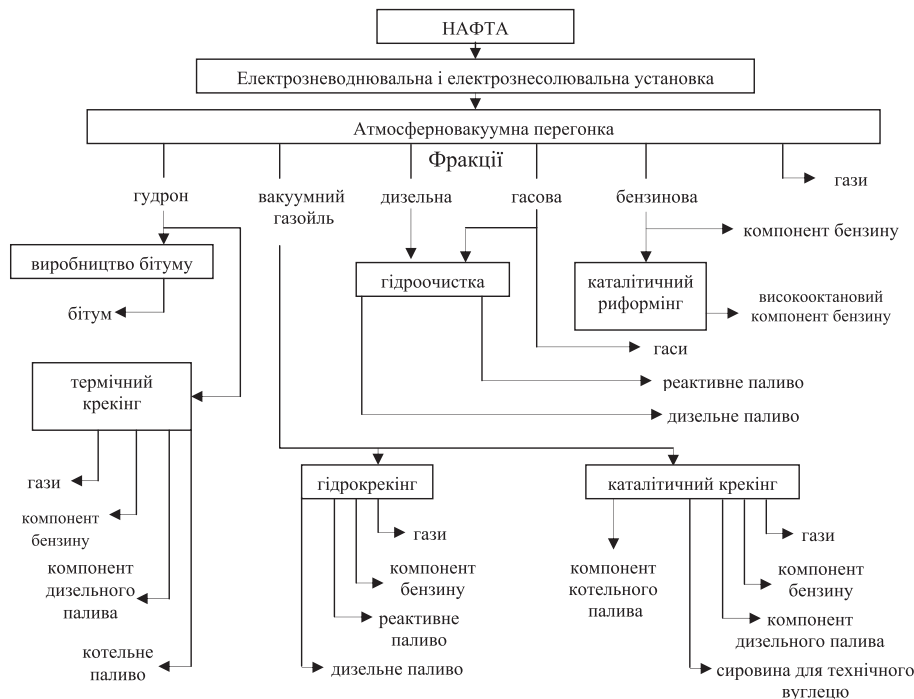 НАФТА
Електрозневоднювальна і електрознесолювальна установка
Атмосферновакуумна перегонка
Фракції
гудрон
вакуумний
газойль
дизельна
гасова
бензинова
гази
компонент бензину
виробництво бітуму
гідроочистка
каталітичний
риформінг
бітум
високооктановий
компонент бензину
гаси
термічний
крекінг
реактивне паливо
дизельне паливо
гази
компонент
бензину
компонент
дизельного
палива
котельне
паливо
гідрокрекінг
гази
компонент
бензину
реактивне
паливо
дизельне паливо
каталітичний крекінг
гази
компонент
котельного
палива
компонент
бензину
компонент
дизельного палива
сировина для технічного
вуглецю